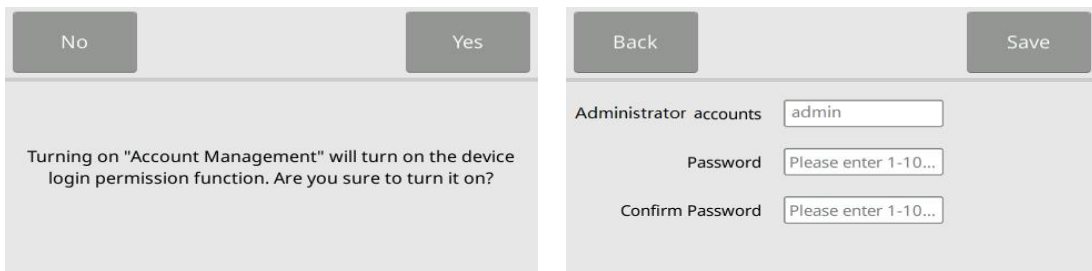 No
Yes
Turning on "Account Management" will turn on the device
login permission function. Are you sure to turn it on?
Back
Save
Administrator accounts
admin
Password
Please enter 1-10...
Confirm Password
Please enter 1-10...